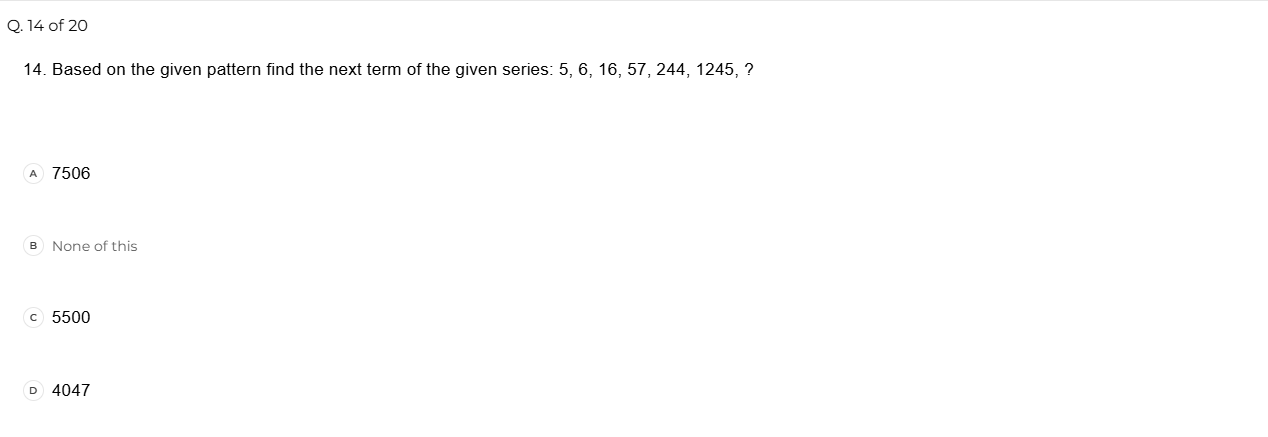 Q. 14 of 20
14. Based on the given pattern find the next term of the given series: 5, 6, 16, 57, 244, 1245, ?
A 7506
B None of this
C 5500
D 4047